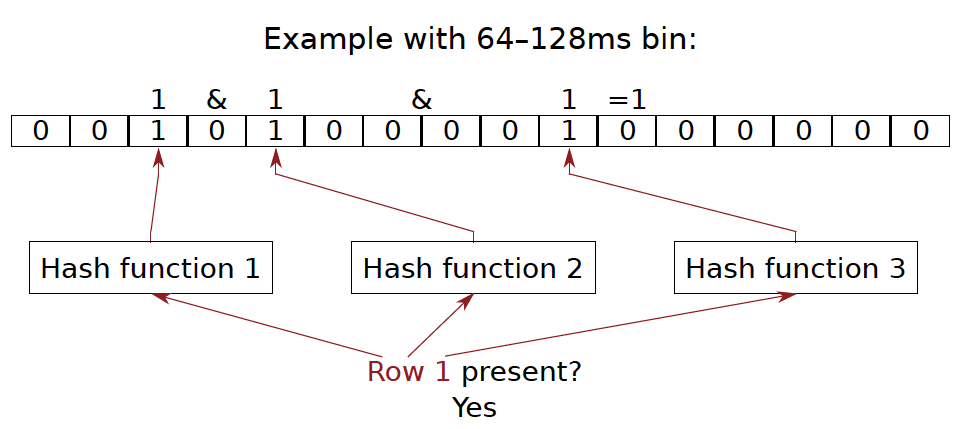 Example with 64–128ms bin:
1 & 1 & 1 =1
0 0 1 0 1 0 0 0 0 1 0 0 0 0 0 0
Hash function 1 Hash function 2 Hash function 3
Row 1 present?
Yes